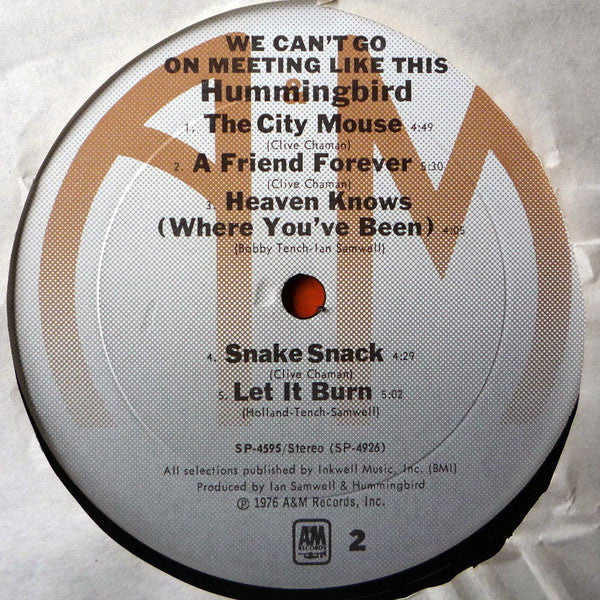 WE CAN'T GO
ON MEETING LIKE THIS
Hummingbird
1. The City Mouse 4:49
(Clive Chaman)
2. A Friend Forever 5:30
(Clive Chaman)
3. Heaven Knows
(Where You've Been) 4:05
(Bobby Tench-Ian Samwell)
4. Snake Snack 4:29
(Clive Chaman)
5. Let It Burn 5:02
(Holland-Tench-Samwell)
SP-4595/Stereo (SP-4926)
All selections published by Inkwell Music, Inc. (BMI)
Produced by Ian Samwell & Hummingbird
℗ 1976 A&M Records, Inc.
A&M
RECORDS
2